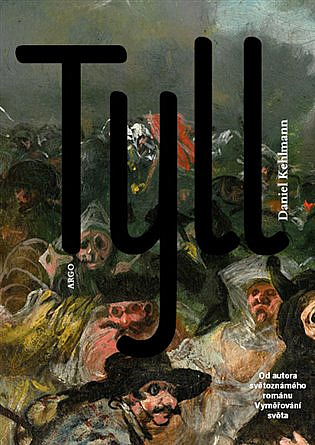 Tyll
Daniel Kehlmann
ARGO
Od autora
světoznámého
románu
Vyměřování
světa